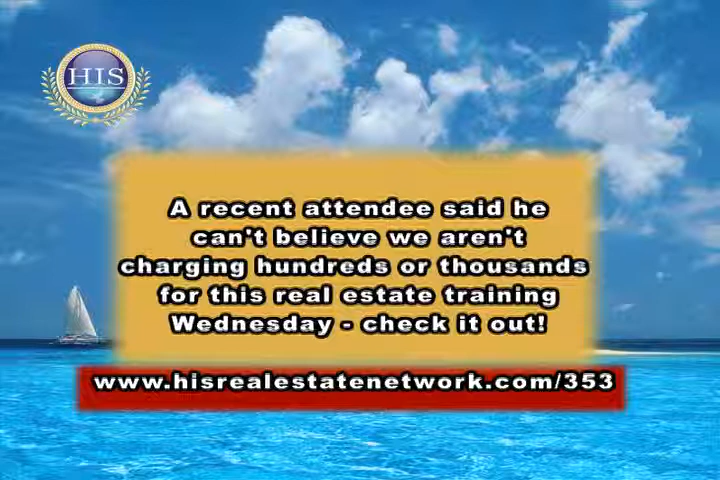 HIS
A recent attendee said he
can't believe we aren't
charging hundreds or thousands
for this real estate training
Wednesday - check it out!
www.hisrealestatenetwork.com/353